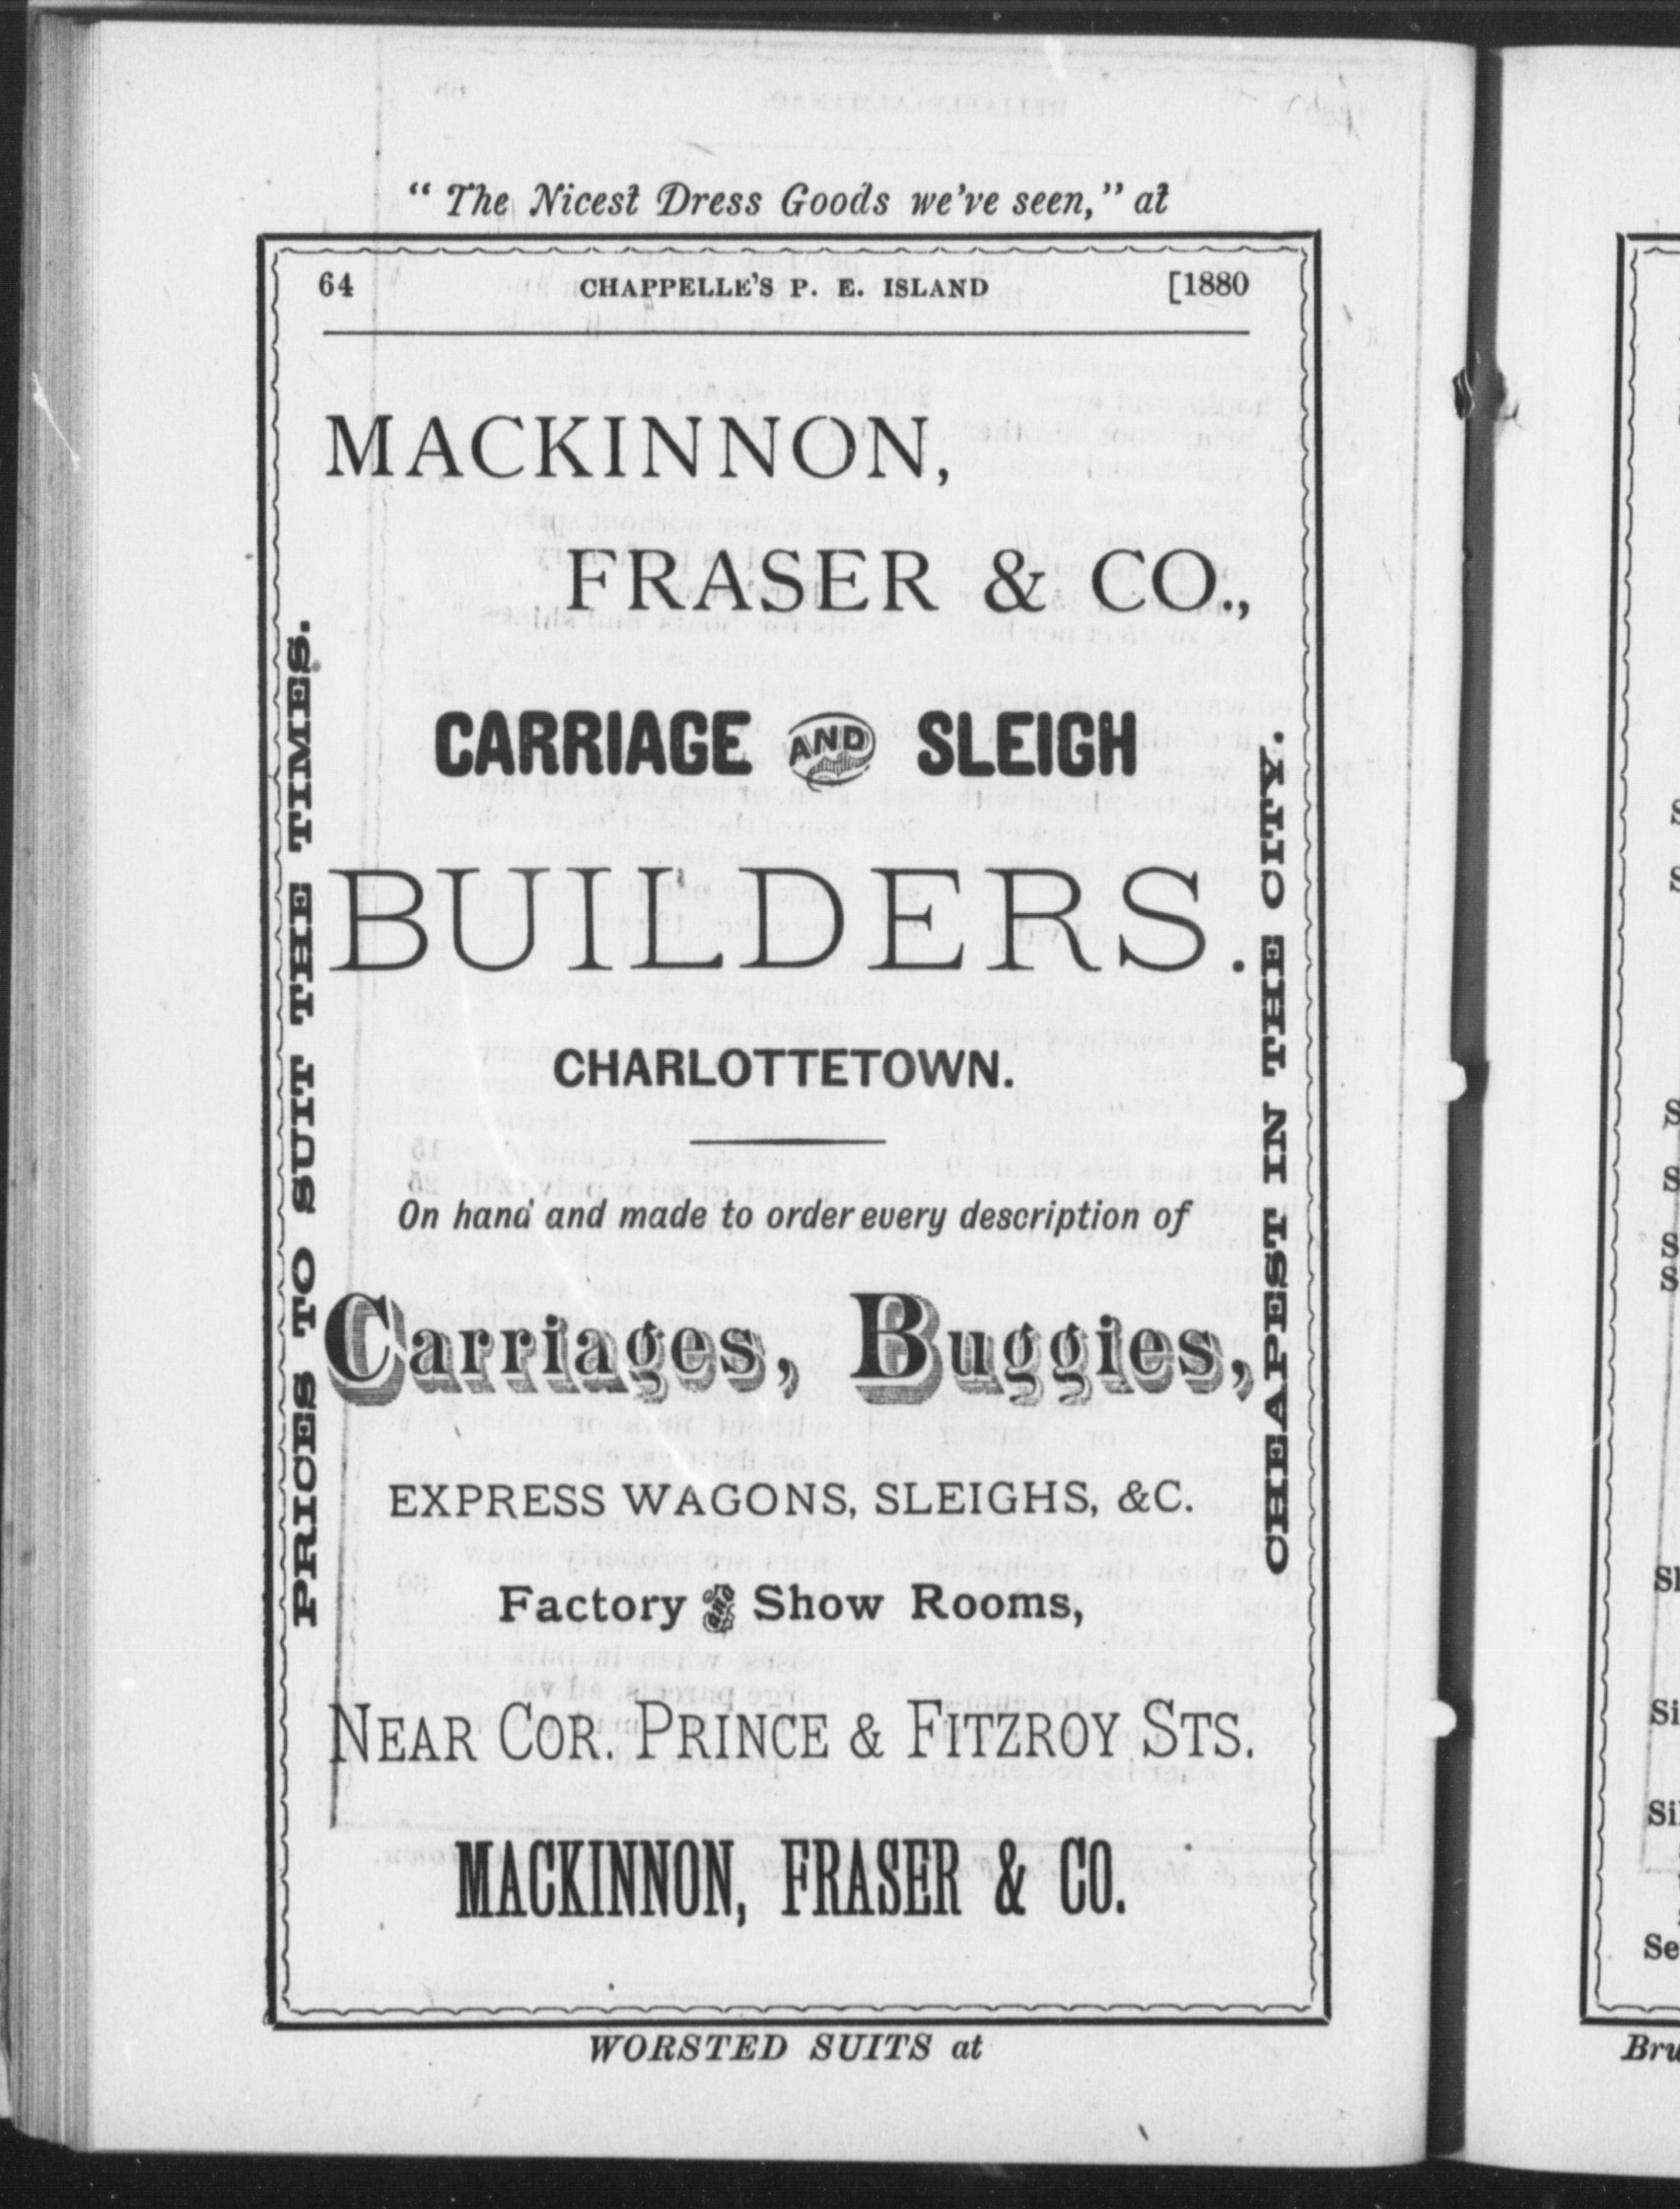 “ The Nicest Dress Goods we've seen,” at
64 CHAPPELLE'S P. E. ISLAND [1880
MACKINNON,
FRASER & CO.,
CARRIAGE AND SLEIGH
BUILDERS.
CHARLOTTETOWN.
On hand and made to order every description of
Carriages, Buggies,
EXPRESS WAGONS, SLEIGHS, &C.
Factory and Show Rooms,
NEAR COR. PRINCE & FITZROY STS.
MACKINNON, FRASER & CO.
PRICES TO SUIT THE TIMES.
CHEAPEST IN THE CITY.
WORSTED SUITS at